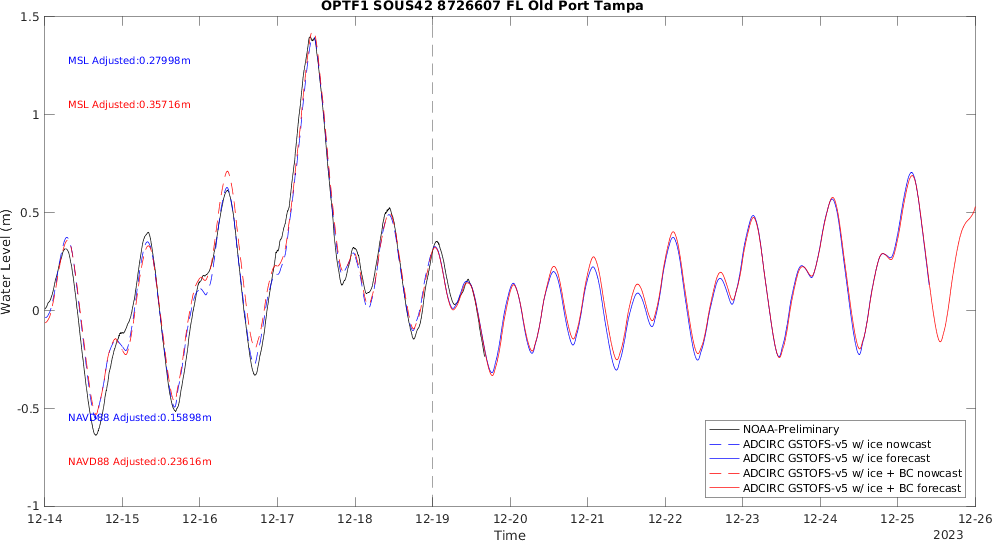 OPTF1 SOUS42 8726607 FL Old Port Tampa
1.5
MSL Adjusted:0.27998m
MSL Adjusted:0.35716m
1
0.5
Water Level (m)
0
-0.5
NAVD88 Adjusted:0.15898m
NAVD88 Adjusted:0.23616m
NOAA-Preliminary
ADCIRC GSTOFS-v5 w/ ice nowcast
ADCIRC GSTOFS-v5 w/ ice forecast
ADCIRC GSTOFS-v5 w/ ice + BC nowcast
ADCIRC GSTOFS-v5 w/ ice + BC forecast
-1
12-14 12-15 12-16 12-17 12-18 12-19 12-20 12-21 12-22 12-23 12-24 12-25 12-26
Time
2023